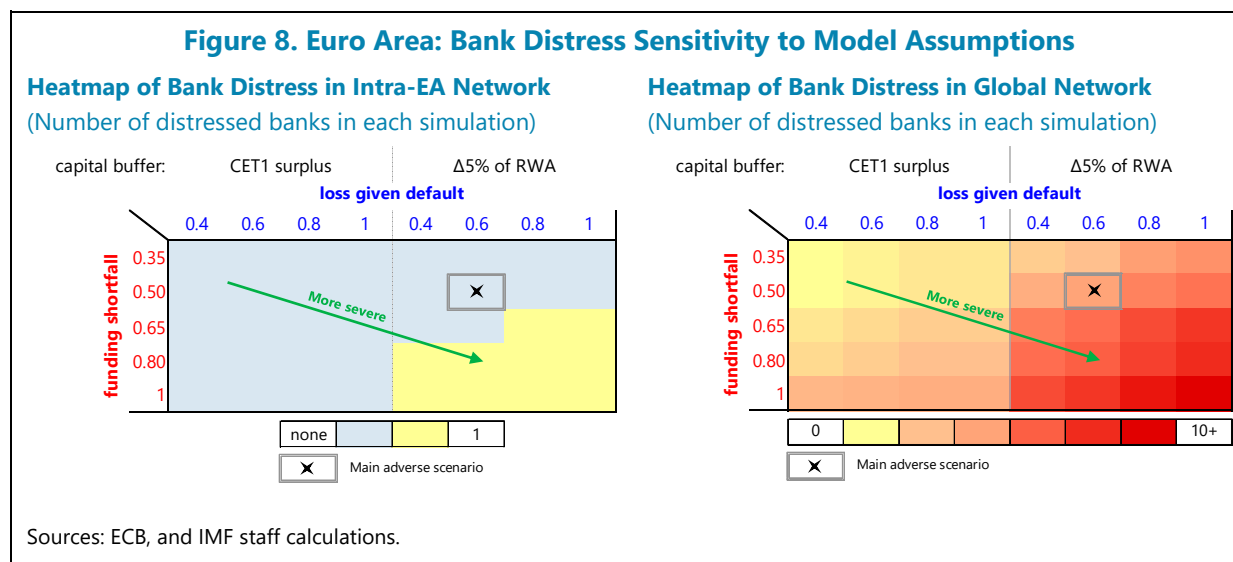 Figure 8. Euro Area: Bank Distress Sensitivity to Model Assumptions
Heatmap of Bank Distress in Intra-EA Network
(Number of distressed banks in each simulation)
capital buffer: CET1 surplus Δ5% of RWA
loss given default
0.4 0.6 0.8 1 0.4 0.6 0.8 1
funding shortfall
0.35
0.50
0.65
0.80
1
More severe
none 1
Main adverse scenario
Heatmap of Bank Distress in Global Network
(Number of distressed banks in each simulation)
capital buffer: CET1 surplus Δ5% of RWA
loss given default
0.4 0.6 0.8 1 0.4 0.6 0.8 1
funding shortfall
0.35
0.50
0.65
0.80
1
More severe
0 10+
Main adverse scenario
Sources: ECB, and IMF staff calculations.